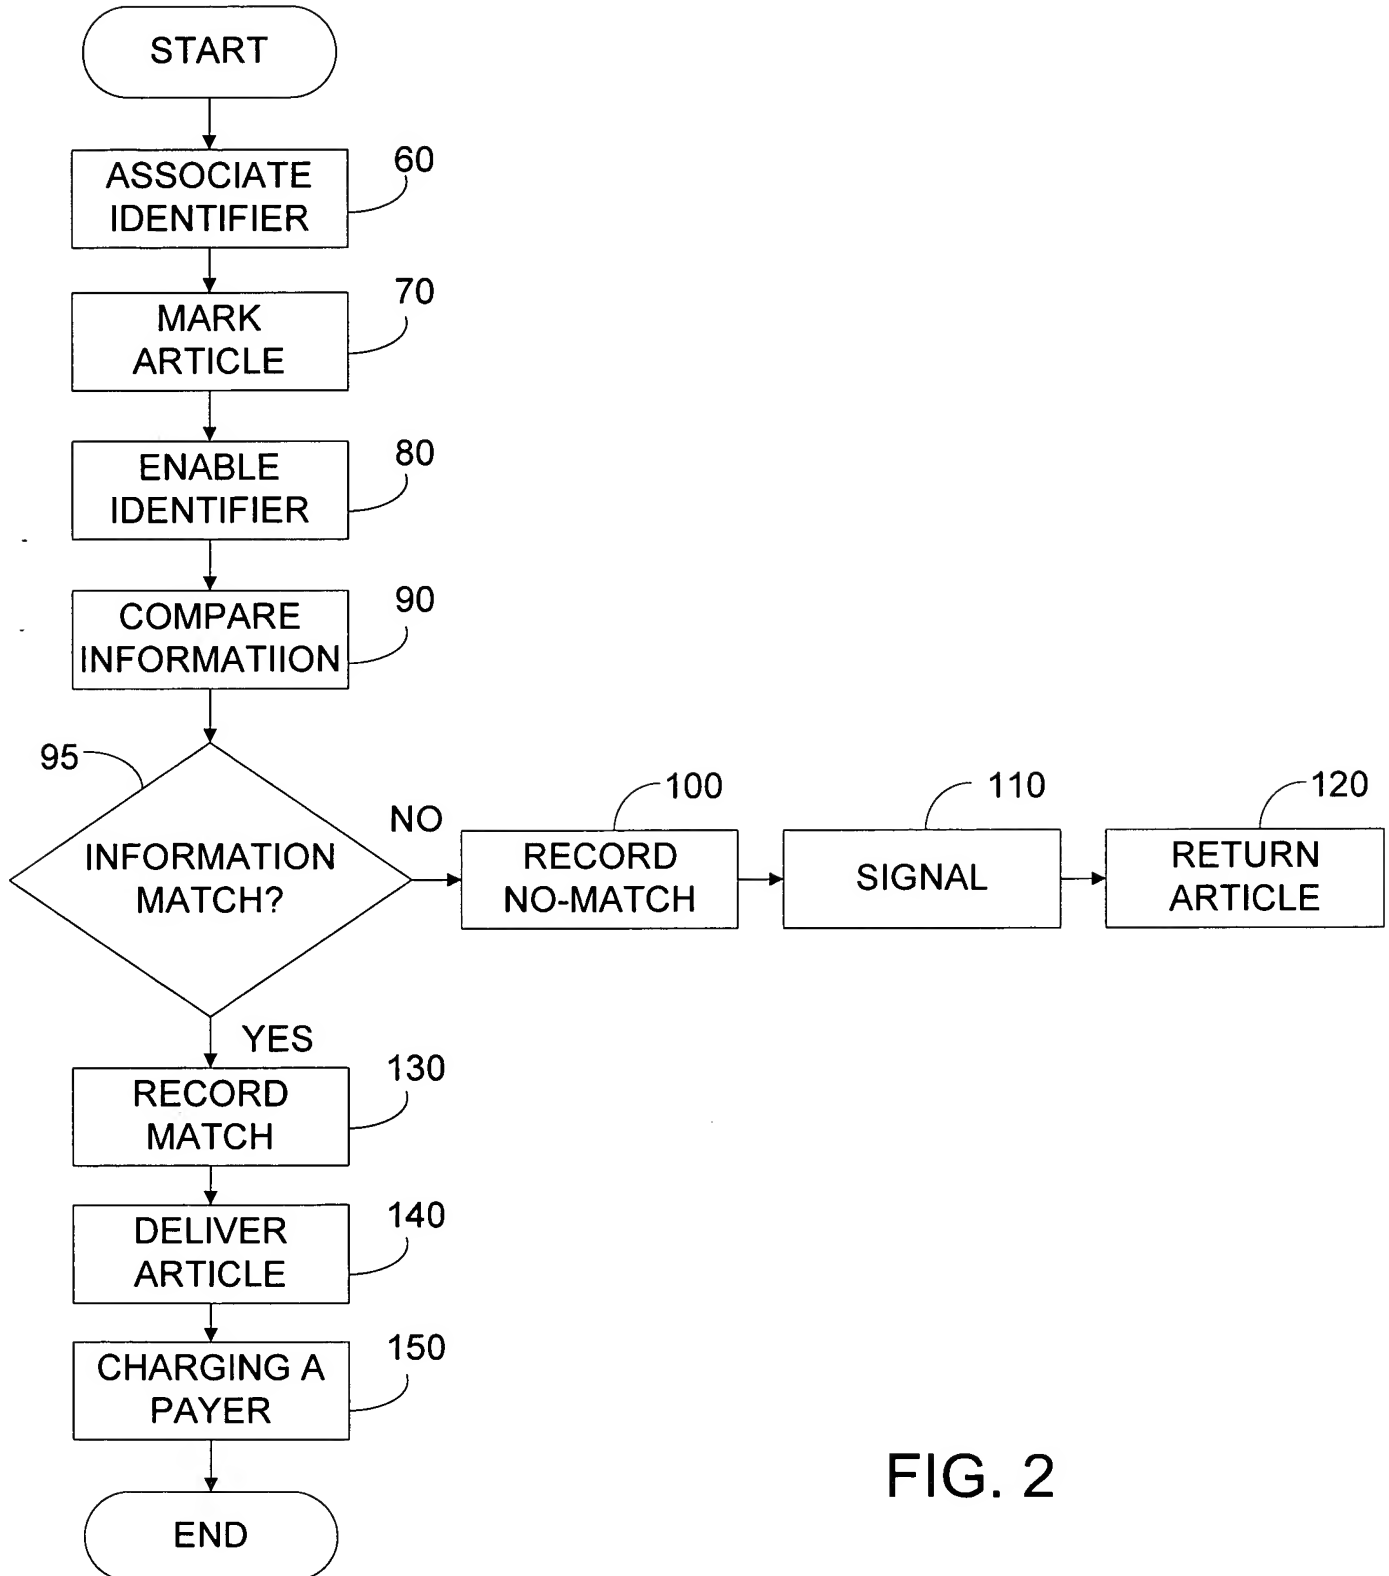 START
60
ASSOCIATE
IDENTIFIER
70
MARK
ARTICLE
80
ENABLE
IDENTIFIER
90
COMPARE
INFORMATIION
95
INFORMATION
MATCH?
NO
100
RECORD
NO-MATCH
110
SIGNAL
120
RETURN
ARTICLE
YES
130
RECORD
MATCH
140
DELIVER
ARTICLE
150
CHARGING A
PAYER
END
FIG. 2